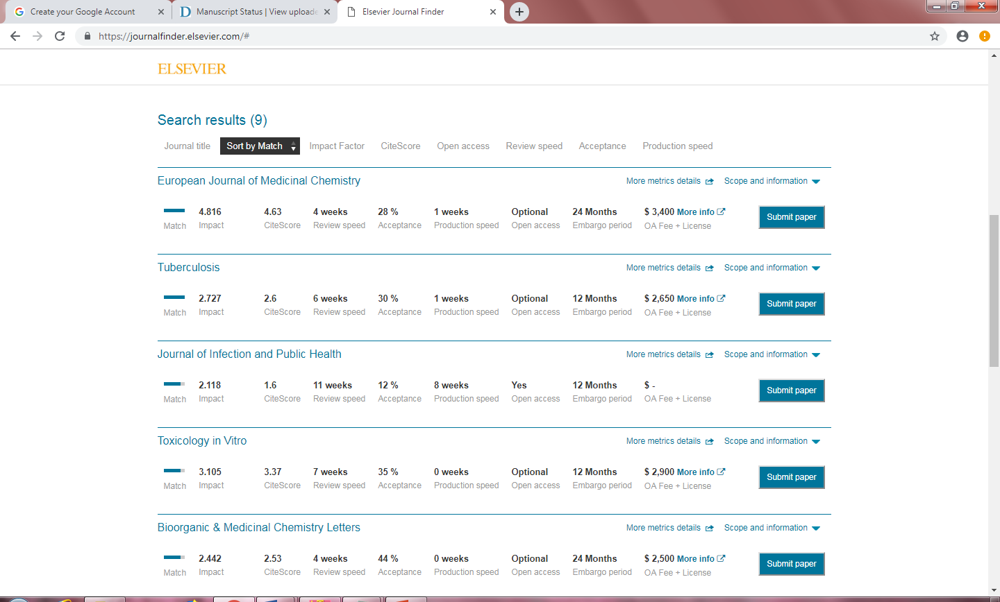 Create your Google Account
Manuscript Status | View uploade
Elsevier Journal Finder
https://journalfinder.elsevier.com/#
ELSEVIER
Search results (9)
Journal title Sort by Match Impact Factor CiteScore Open access Review speed Acceptance Production speed
European Journal of Medicinal Chemistry More metrics details Scope and information
4.816 4.63 4 weeks 28 % 1 weeks Optional 24 Months $ 3,400 More info Submit paper
Match Impact CiteScore Review speed Acceptance Production speed Open access Embargo period OA Fee + License
Tuberculosis More metrics details Scope and information
2.727 2.6 6 weeks 30 % 1 weeks Optional 12 Months $ 2,650 More info Submit paper
Match Impact CiteScore Review speed Acceptance Production speed Open access Embargo period OA Fee + License
Journal of Infection and Public Health More metrics details Scope and information
2.118 1.6 11 weeks 12 % 8 weeks Yes 12 Months $ - Submit paper
Match Impact CiteScore Review speed Acceptance Production speed Open access Embargo period OA Fee + License
Toxicology in Vitro More metrics details Scope and information
3.105 3.37 7 weeks 35 % 0 weeks Optional 12 Months $ 2,900 More info Submit paper
Match Impact CiteScore Review speed Acceptance Production speed Open access Embargo period OA Fee + License
Bioorganic & Medicinal Chemistry Letters More metrics details Scope and information
2.442 2.53 4 weeks 44 % 0 weeks Optional 24 Months $ 2,500 More info Submit paper
Match Impact CiteScore Review speed Acceptance Production speed Open access Embargo period OA Fee + License